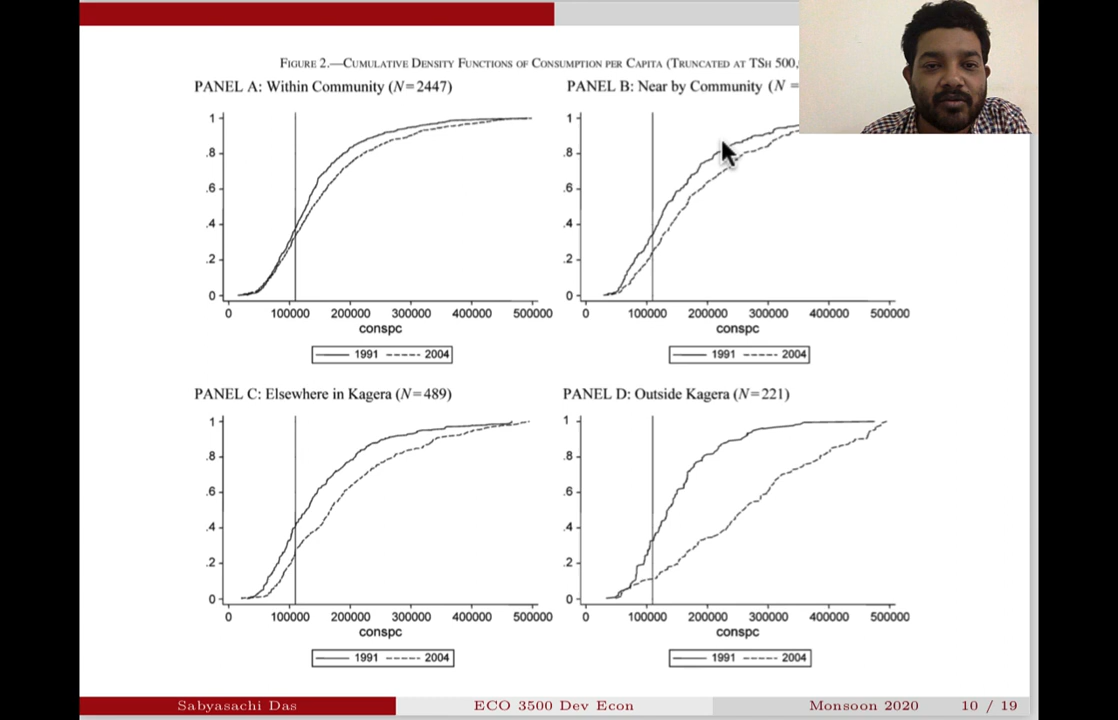 FIGURE 2.—CUMULATIVE DENSITY FUNCTIONS OF CONSUMPTION PER CAPITA (TRUNCATED AT TSH 500,
PANEL A: Within Community (N=2447)
1
.8
.6
.4
.2
0
0 100000 200000 300000 400000 500000
conspc
1991 2004
PANEL B: Near by Community (N =
1
.8
.6
.4
.2
0
0 100000 200000 300000 400000 500000
conspc
1991 2004
PANEL C: Elsewhere in Kagera (N=489)
1
.8
.6
.4
.2
0
0 100000 200000 300000 400000 500000
conspc
1991 2004
PANEL D: Outside Kagera (N=221)
1
.8
.6
.4
.2
0
0 100000 200000 300000 400000 500000
conspc
1991 2004
Sabyasachi Das ECO 3500 Dev Econ Monsoon 2020 10 / 19